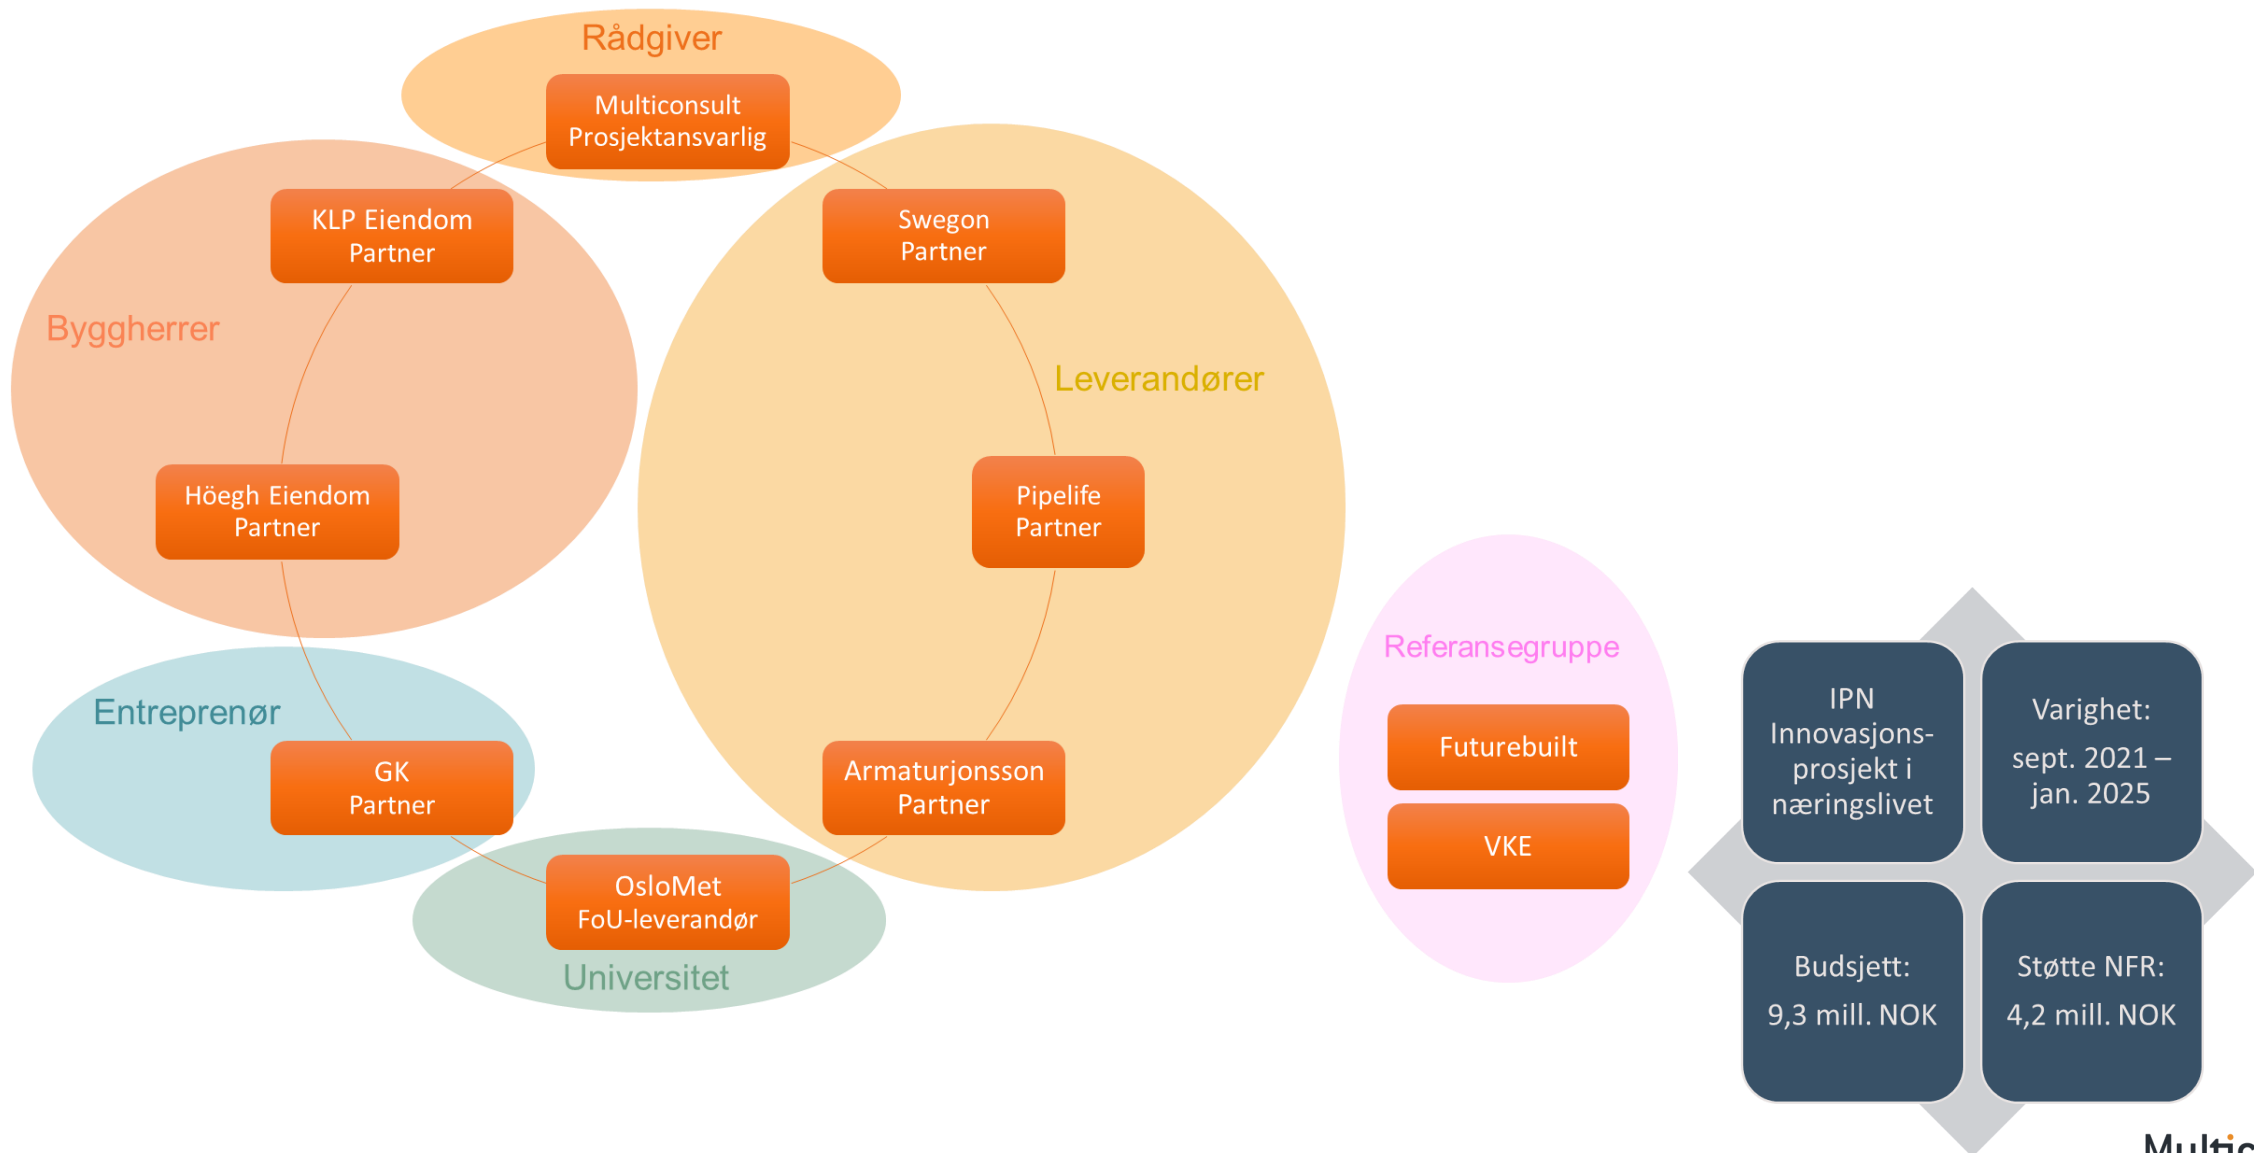 Rådgiver
Multiconsult
Prosjektansvarlig
KLP Eiendom
Partner
Swegon
Partner
Byggherrer
Leverandører
Höegh Eiendom
Partner
Pipelife
Partner
Entreprenør
GK
Partner
Armaturjonsson
Partner
OsloMet
FoU-leverandør
Universitet
Referansegruppe
Futurebuilt
VKE
IPN
Innovasjons-
prosjekt i
næringslivet
Varighet:
sept. 2021 –
jan. 2025
Budsjett:
9,3 mill. NOK
Støtte NFR:
4,2 mill. NOK